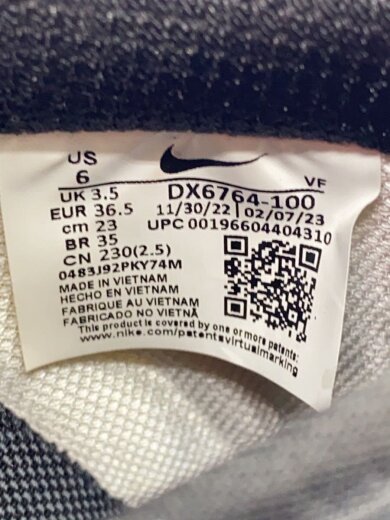 US
6
VF
UK 3.5 DX6764-100
EUR 36.5 11/30/22 | 02/07/23
cm 23 UPC 00196604404310
BR 35
CN 230(2.5)
0483J92PKY74M
MADE IN VIETNAM
HECHO EN VIETNAM
FABRIQUE AU VIETNAM
FABRICADO NO VIETNÃ
This product is covered by one or more patents:
www.nike.com/patentsvirtualmarking